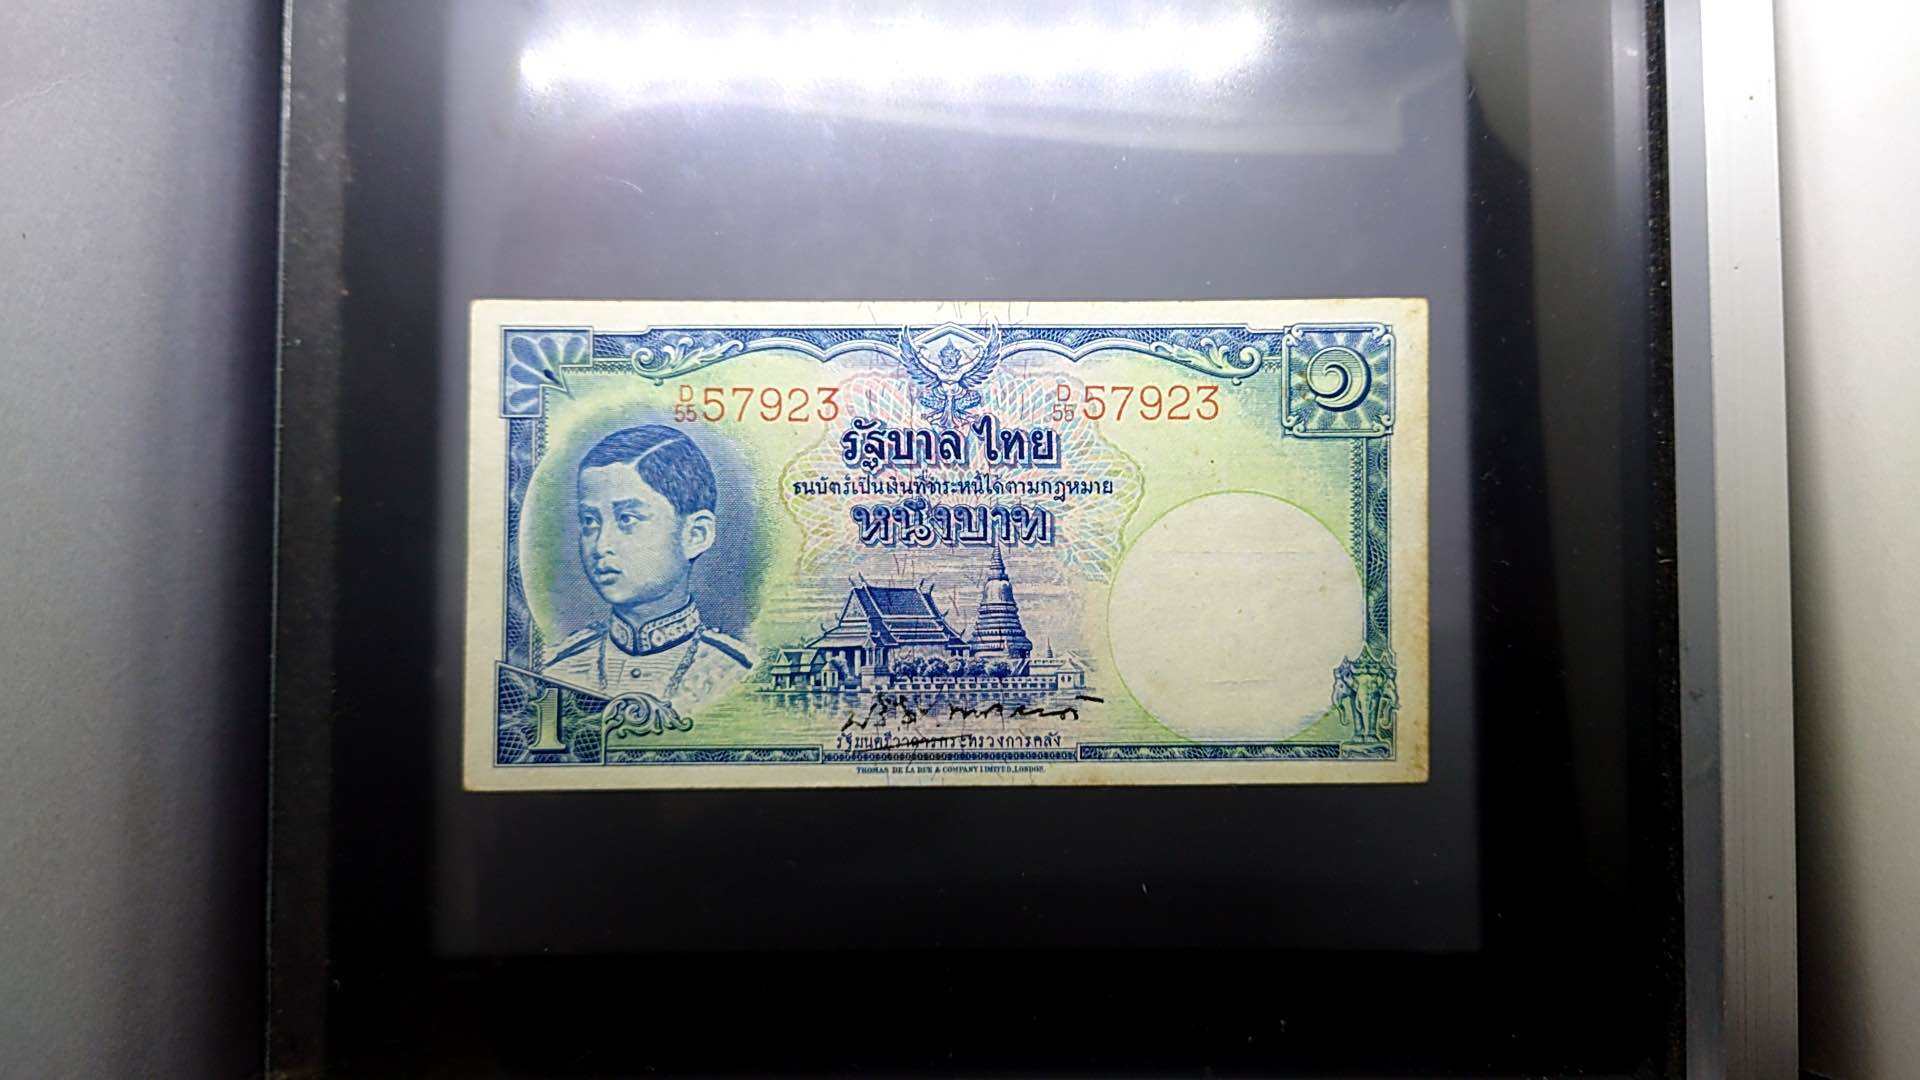 D/55 57923 D/55 57923
๑
รัฐบาล ไทย
ธนบัตร์เป็นเงินที่ชำระหนี้ได้ตามกฎหมาย
หนึ่งบาท
รัฐมนตรีว่าการกระทรวงการคลัง
1
THOMAS DE LA RUE & COMPANY LIMITED, LONDON.